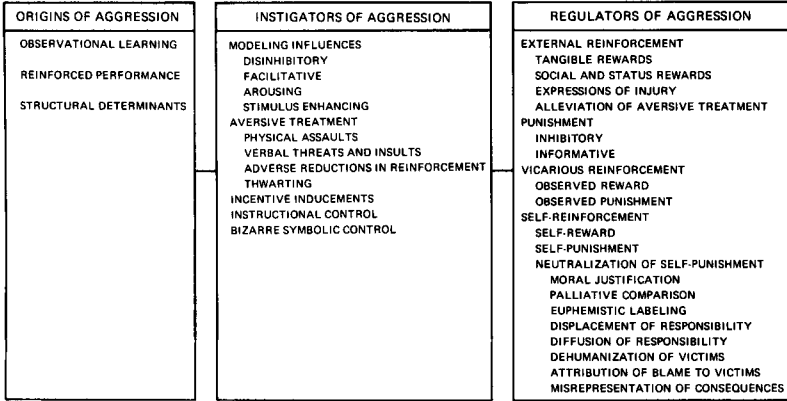 ORIGINS OF AGGRESSION
OBSERVATIONAL LEARNING
REINFORCED PERFORMANCE
STRUCTURAL DETERMINANTS
INSTIGATORS OF AGGRESSION
MODELING INFLUENCES
DISINHIBITORY
FACILITATIVE
AROUSING
STIMULUS ENHANCING
AVERSIVE TREATMENT
PHYSICAL ASSAULTS
VERBAL THREATS AND INSULTS
ADVERSE REDUCTIONS IN REINFORCEMENT
THWARTING
INCENTIVE INDUCEMENTS
INSTRUCTIONAL CONTROL
BIZARRE SYMBOLIC CONTROL
REGULATORS OF AGGRESSION
EXTERNAL REINFORCEMENT
TANGIBLE REWARDS
SOCIAL AND STATUS REWARDS
EXPRESSIONS OF INJURY
ALLEVIATION OF AVERSIVE TREATMENT
PUNISHMENT
INHIBITORY
INFORMATIVE
VICARIOUS REINFORCEMENT
OBSERVED REWARD
OBSERVED PUNISHMENT
SELF-REINFORCEMENT
SELF-REWARD
SELF-PUNISHMENT
NEUTRALIZATION OF SELF-PUNISHMENT
MORAL JUSTIFICATION
PALLIATIVE COMPARISON
EUPHEMISTIC LABELING
DISPLACEMENT OF RESPONSIBILITY
DIFFUSION OF RESPONSIBILITY
DEHUMANIZATION OF VICTIMS
ATTRIBUTION OF BLAME TO VICTIMS
MISREPRESENTATION OF CONSEQUENCES